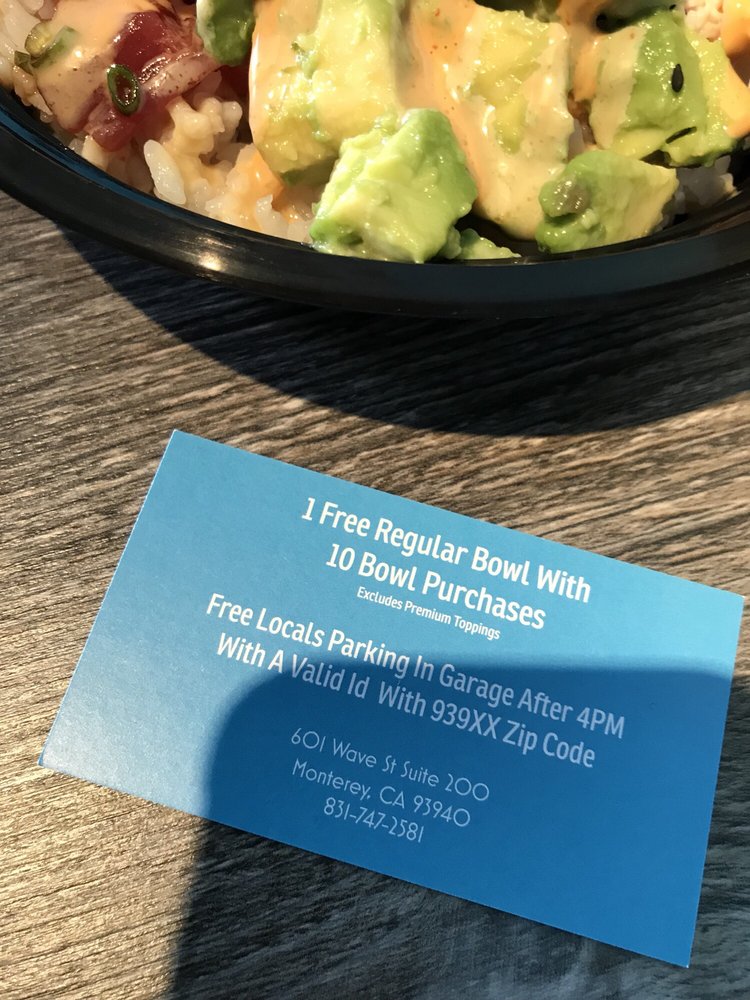 1 Free Regular Bowl With
10 Bowl Purchases
Excludes Premium Toppings
Free Locals Parking In Garage After 4PM
With A Valid Id With 939XX Zip Code
601 Wave St Suite 200
Monterey, CA 93940
831-747-2581